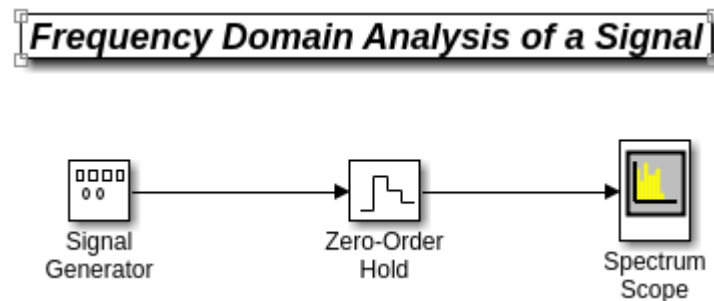 Frequency Domain Analysis of a Signal
Signal
Generator
Zero-Order
Hold
Spectrum
Scope